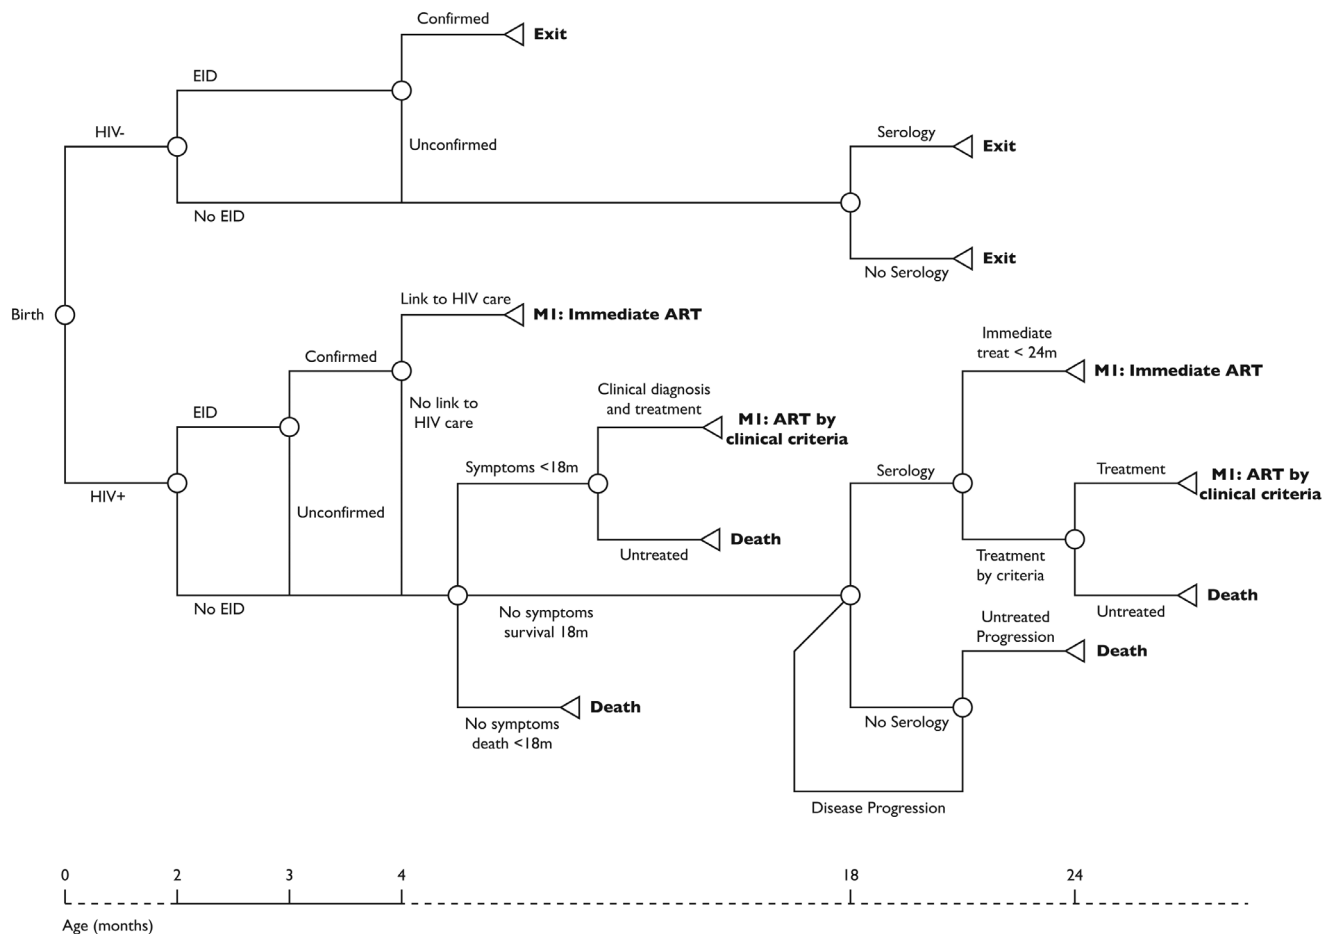 Confirmed
Exit
EID
HIV-
Unconfirmed
Serology
Exit
No EID
Exit
No Serology
Birth
Link to HIV care
M1: Immediate ART
Immediate
treat < 24m
M1: Immediate ART
Confirmed
Clinical diagnosis
and treatment
No link to
HIV care
EID
M1: ART by
clinical criteria
Symptoms <18m
Serology
Treatment
M1: ART by
clinical criteria
HIV+
Unconfirmed
Death
Untreated
Treatment
by criteria
No EID
No symptoms
survival 18m
Death
Untreated
Untreated
Progression
Death
Death
No symptoms
death <18m
No Serology
Disease Progression
0 2 3 4 18 24
Age (months)